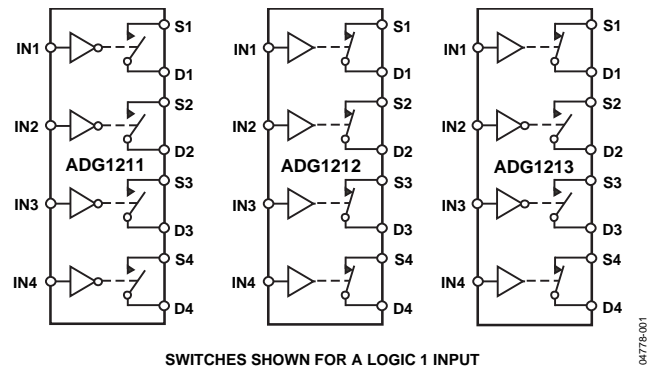 S1
IN1
D1
S2
IN2
D2
ADG1211
S3
IN3
D3
S4
IN4
D4
S1
IN1
D1
S2
IN2
D2
ADG1212
S3
IN3
D3
S4
IN4
D4
S1
IN1
D1
S2
IN2
D2
ADG1213
S3
IN3
D3
S4
IN4
D4
SWITCHES SHOWN FOR A LOGIC 1 INPUT
04778-001